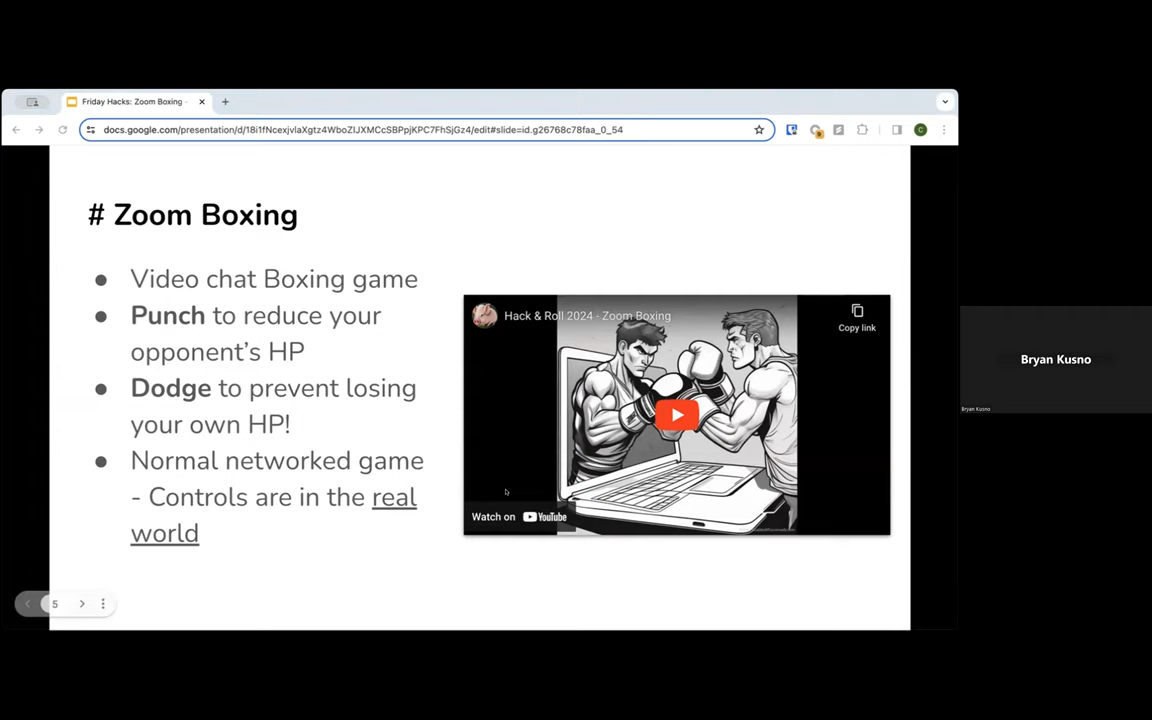 Friday Hacks: Zoom Boxing -
docs.google.com/presentation/d/18i1fNcexjvlaXgtz4WboZIJXMCcSBPpjKPC7FhSjGz4/edit#slide=id.g26768c78faa_0_54
# Zoom Boxing
● Video chat Boxing game
● Punch to reduce your
opponent’s HP
● Dodge to prevent losing
your own HP!
● Normal networked game
- Controls are in the real
world
Hack & Roll 2024 - Zoom Boxing
Copy link
Watch on YouTube
5
Bryan Kusno
Bryan Kusno